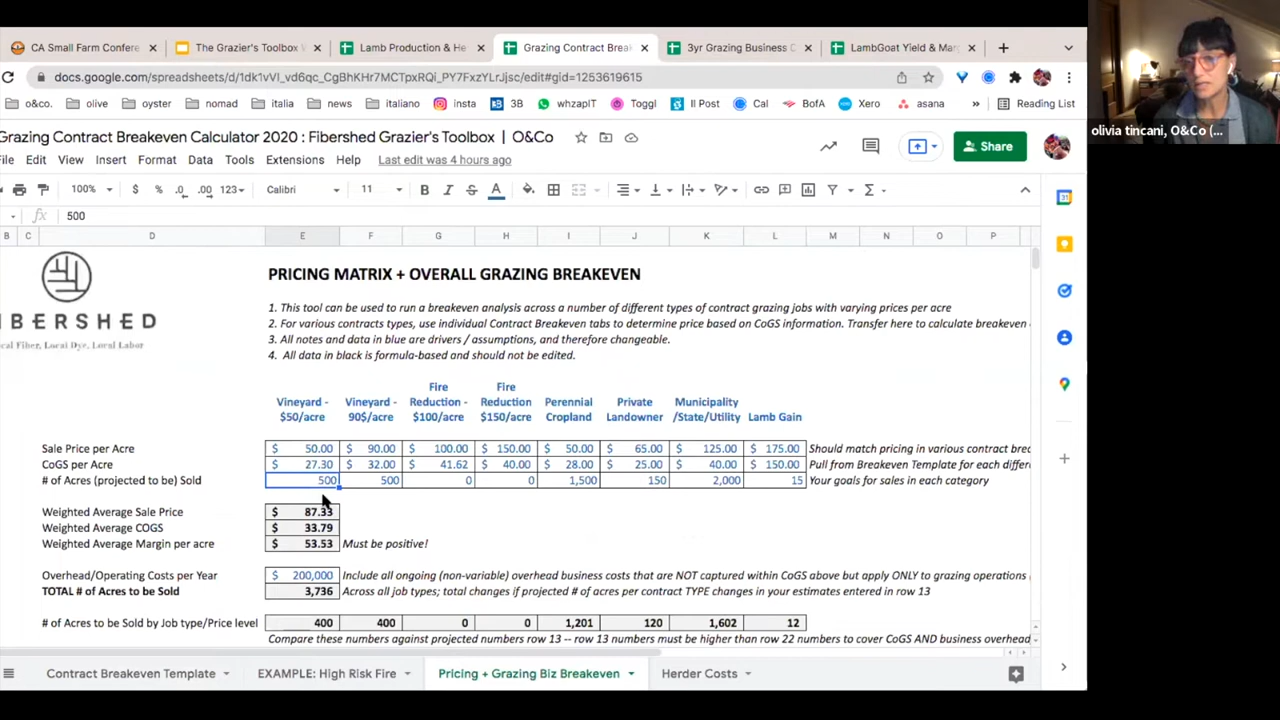 CA Small Farm Confere × The Grazier's Toolbox × Lamb Production & He × Grazing Contract Break × 3yr Grazing Business C × LambGoat Yield & Mar ×
docs.google.com/spreadsheets/d/1dk1vVI_vd6qc_CgBhKHr7MCTpxRQi_PY7FxzYLrJjsc/edit#gid=1253619615
o&co. olive oyster nomad italia news italiano insta 3B whzapIT Toggl Il Post Cal BofA Xero asana » Reading List
olivia tincani, O&Co (...
Grazing Contract Breakeven Calculator 2020 : Fibershed Grazier's Toolbox | O&Co
Share
File Edit View Insert Format Data Tools Extensions Help Last edit was 4 hours ago
100% $ % .0 .00 123 Calibri 11 B I S A
fx 500
B C D E F G H I J K L M N O P
PRICING MATRIX + OVERALL GRAZING BREAKEVEN
1. This tool can be used to run a breakeven analysis across a number of different types of contract grazing jobs with varying prices per acre
2. For various contracts types, use individual Contract Breakeven tabs to determine price based on CoGS information. Transfer here to calculate breakeven
3. All notes and data in blue are drivers / assumptions, and therefore changeable.
4. All data in black is formula-based and should not be edited.
IBERSHED
cal Fiber, Local Dye, Local Labor
Vineyard - $50/acre Vineyard - 90$/acre Fire Reduction - $100/acre Fire Reduction $150/acre Perennial Cropland Private Landowner Municipality /State/Utility Lamb Gain
Sale Price per Acre $ 50.00 $ 90.00 $ 100.00 $ 150.00 $ 50.00 $ 65.00 $ 125.00 $ 175.00 Should match pricing in various contract brea
CoGS per Acre $ 27.30 $ 32.00 $ 41.62 $ 40.00 $ 28.00 $ 25.00 $ 40.00 $ 150.00 Pull from Breakeven Template for each differ
# of Acres (projected to be) Sold 500 500 0 0 1,500 150 2,000 15 Your goals for sales in each category
Weighted Average Sale Price $ 87.33
Weighted Average COGS $ 33.79
Weighted Average Margin per acre $ 53.53 Must be positive!
Overhead/Operating Costs per Year $ 200,000 Include all ongoing (non-variable) overhead business costs that are NOT captured within CoGS above but apply ONLY to grazing operations
TOTAL # of Acres to be Sold 3,736 Across all job types; total changes if projected # of acres per contract TYPE changes in your estimates entered in row 13
# of Acres to be Sold by Job type/Price level 400 400 0 0 1,201 120 1,602 12
Compare these numbers against projected numbers row 13 -- row 13 numbers must be higher than row 22 numbers to cover CoGS AND business overhead
Contract Breakeven Template EXAMPLE: HIgh Risk Fire Pricing + Grazing Biz Breakeven Herder Costs